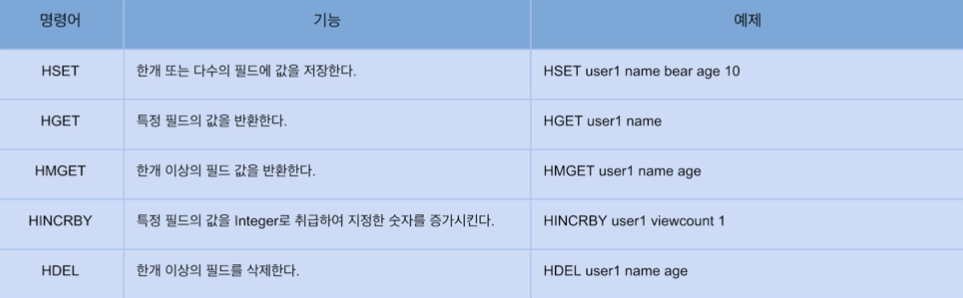 명령어 기능 예제
HSET 한개 또는 다수의 필드에 값을 저장한다. HSET user1 name bear age 10
HGET 특정 필드의 값을 반환한다. HGET user1 name
HMGET 한개 이상의 필드 값을 반환한다. HMGET user1 name age
HINCRBY 특정 필드의 값을 Integer로 취급하여 지정한 숫자를 증가시킨다. HINCRBY user1 viewcount 1
HDEL 한개 이상의 필드를 삭제한다. HDEL user1 name age